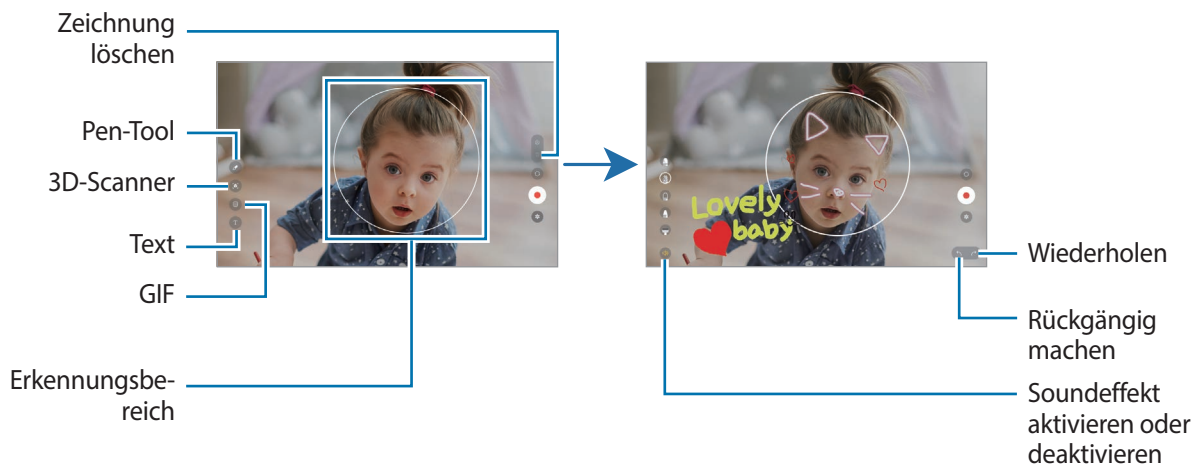 Zeichnung
löschen
Pen-Tool
3D-Scanner
Text
GIF
Erkennungsbe-
reich
Lovely
baby
Wiederholen
Rückgängig
machen
Soundeffekt
aktivieren oder
deaktivieren